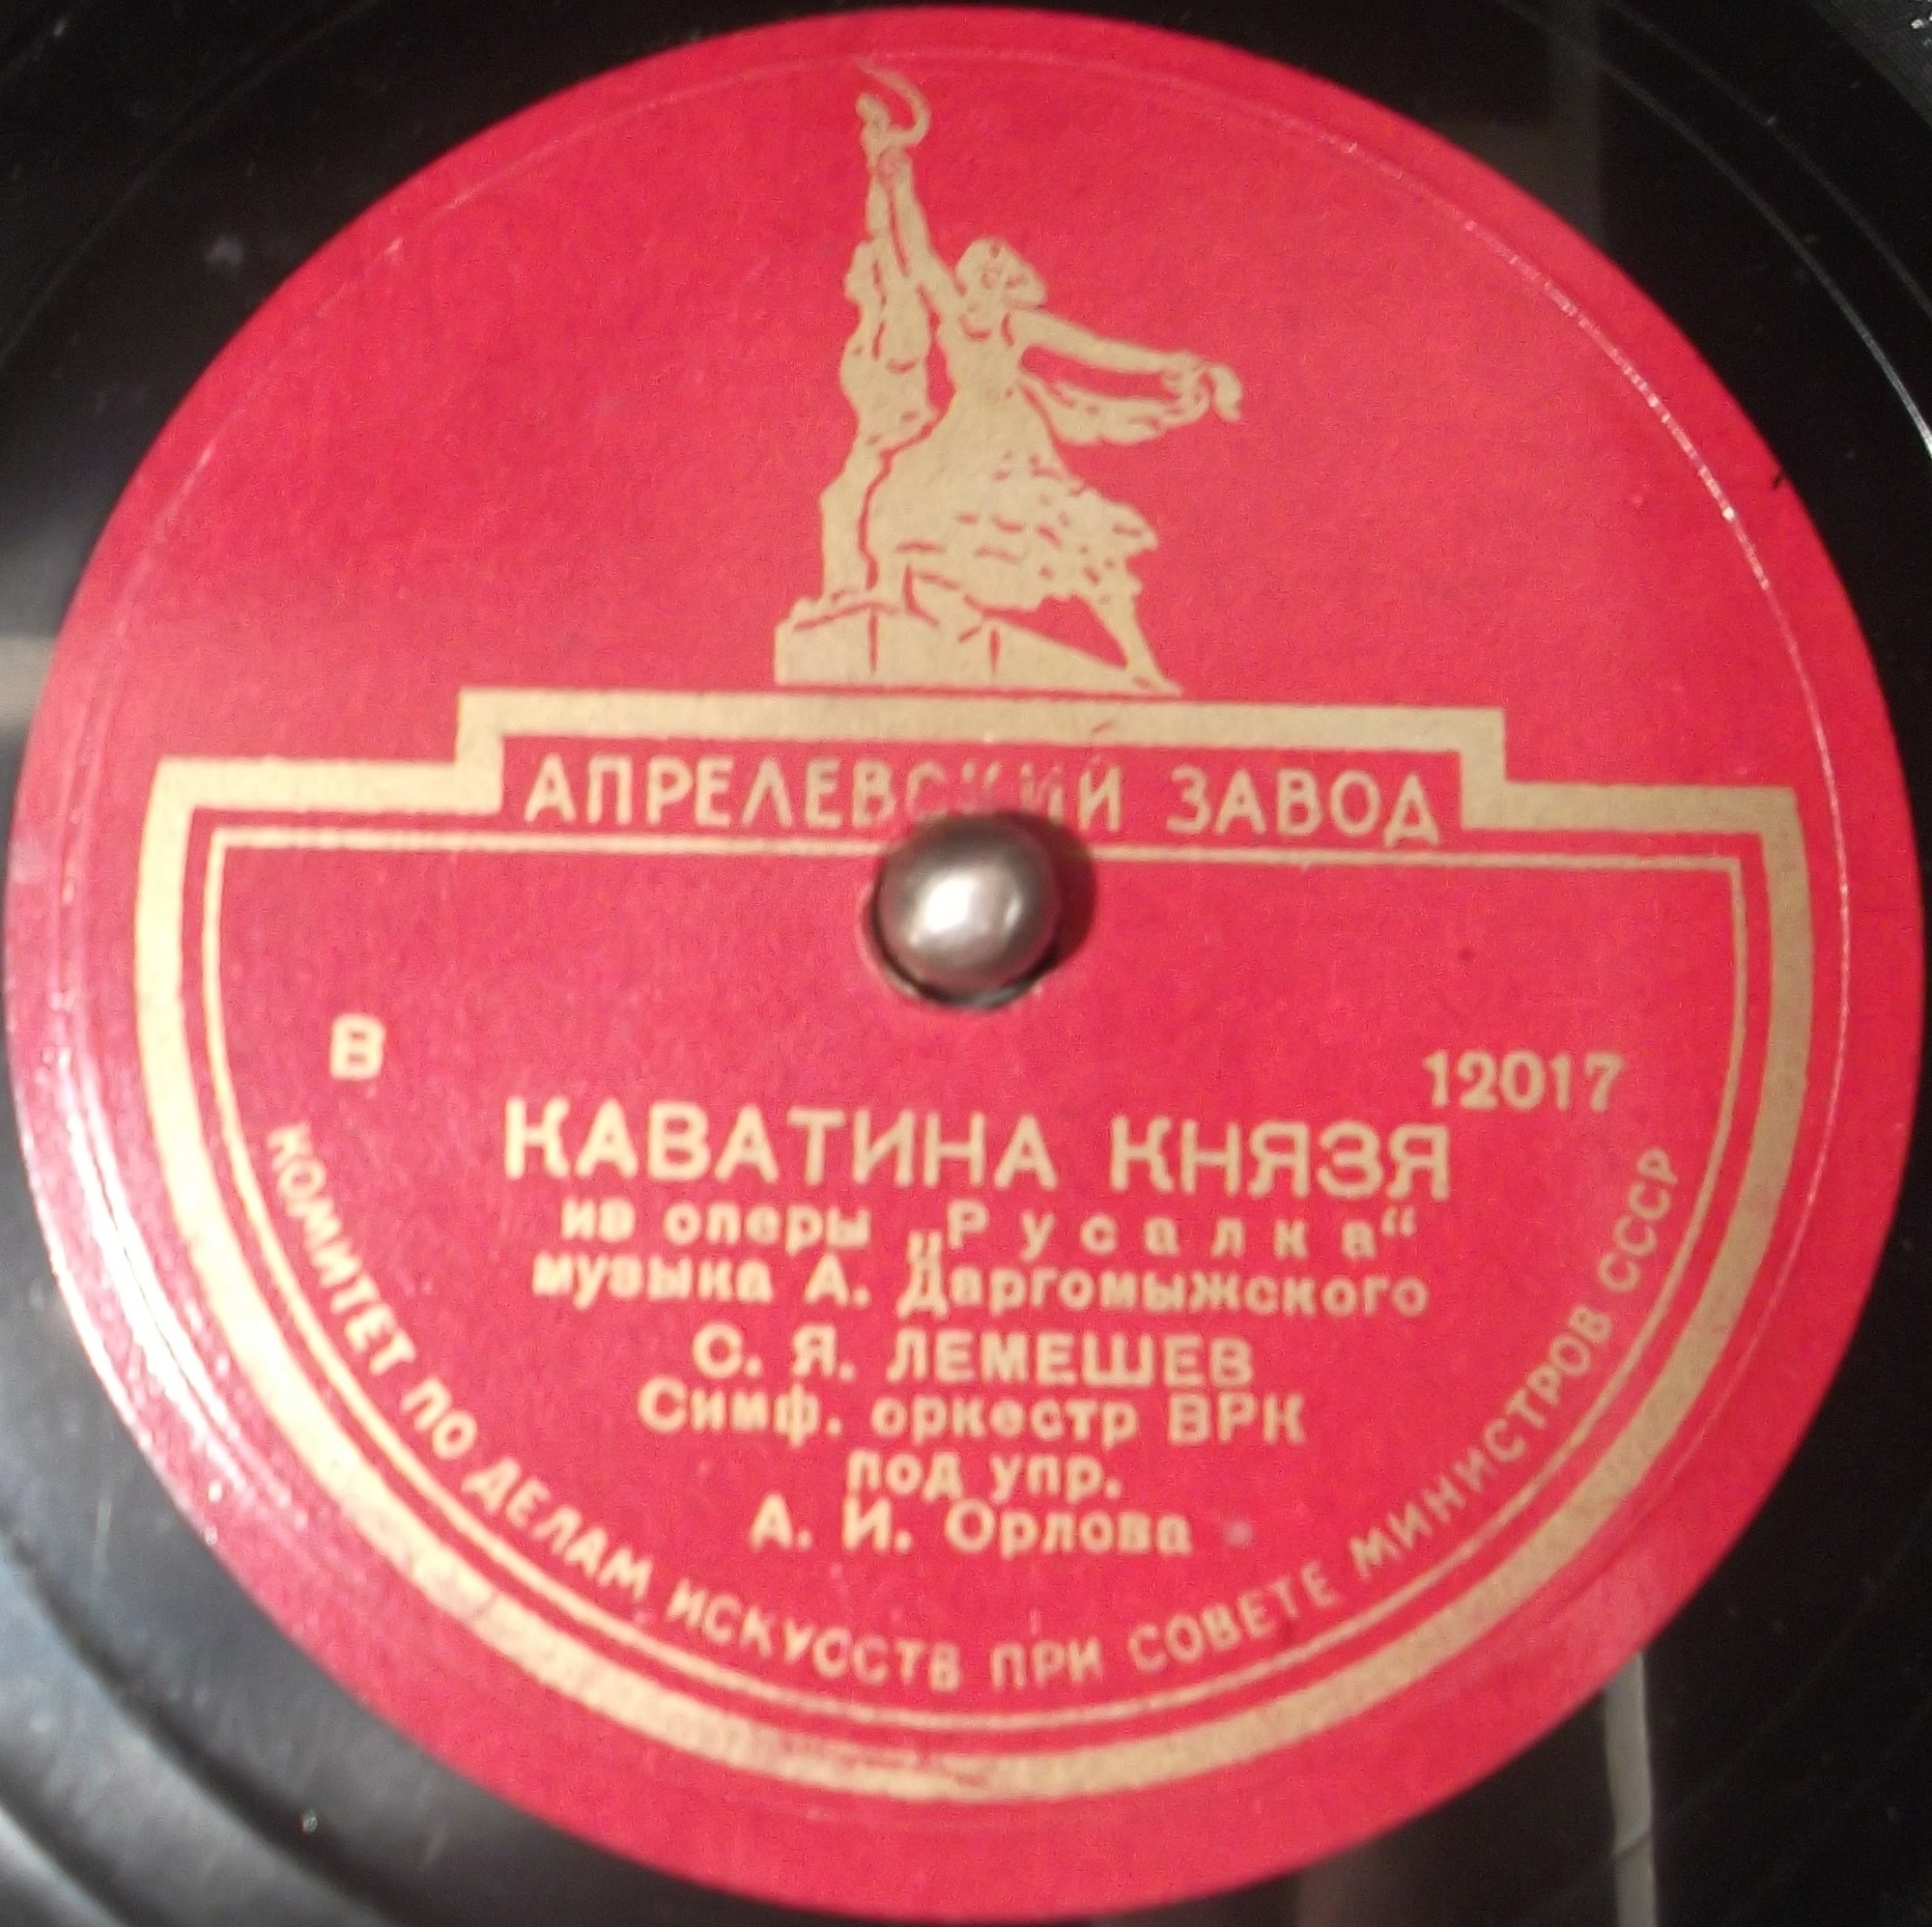 АПРЕЛЕВСКИЙ ЗАВОД
В 12017
КАВАТИНА КНЯЗЯ
из оперы „Русалка“
музыка А. Даргомыжского
С. Я. ЛЕМЕШЕВ
Симф. оркестр ВРК
под упр.
А. И. Орлова
КОМИТЕТ ПО ДЕЛАМ ИСКУССТВ ПРИ СОВЕТЕ МИНИСТРОВ СССР